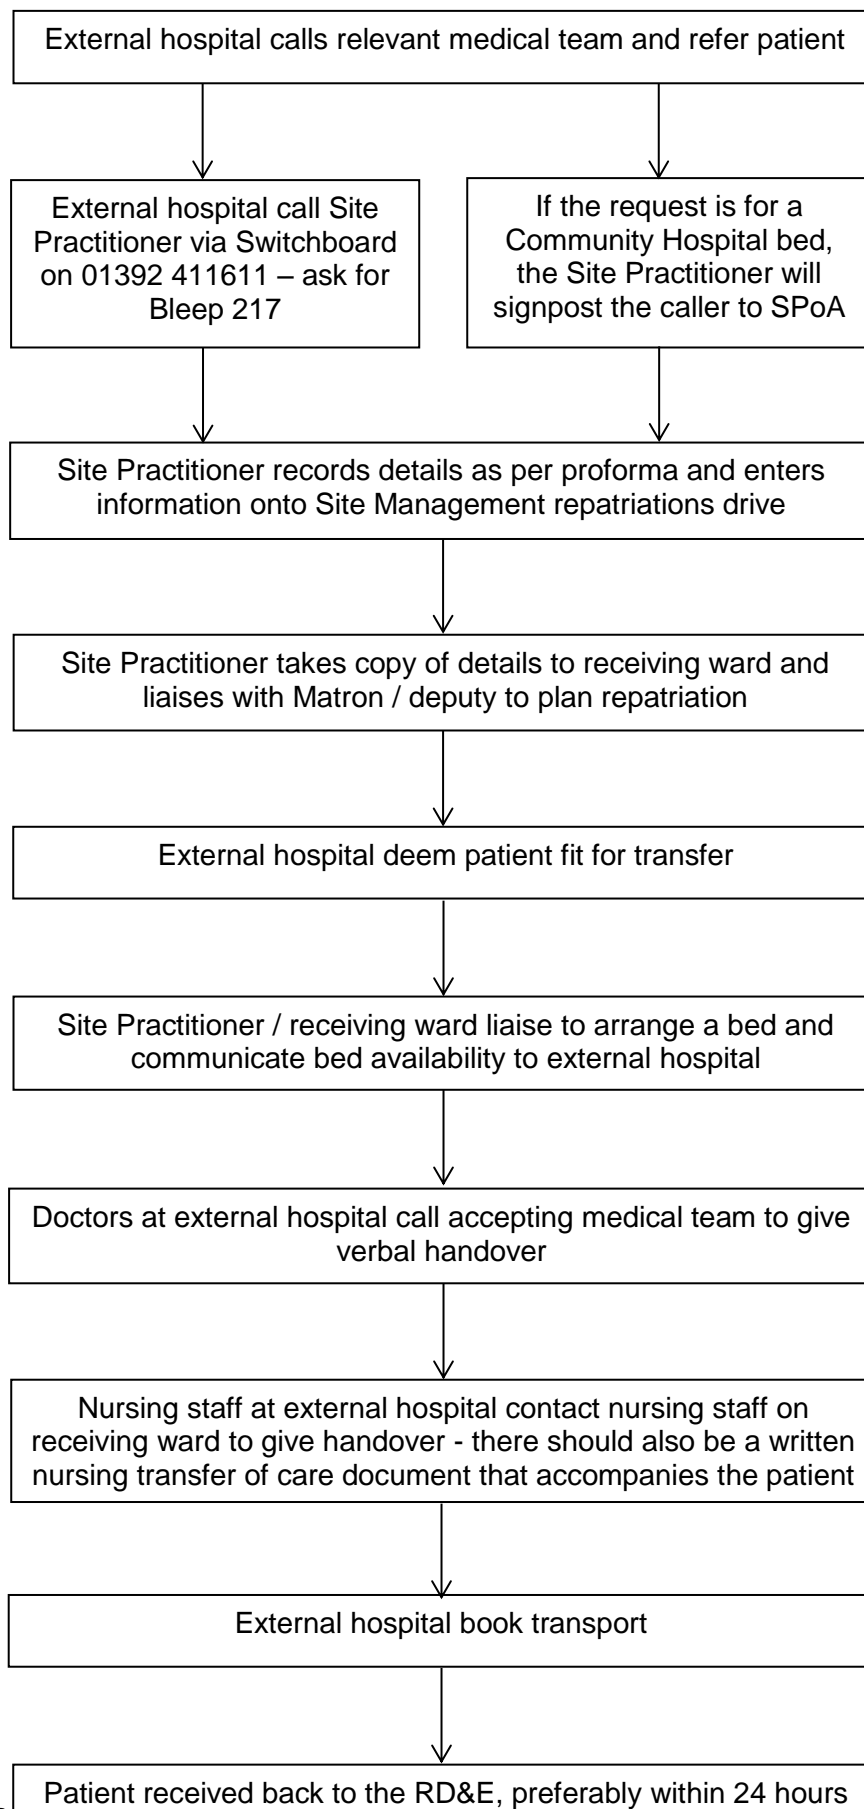 External hospital calls relevant medical team and refer patient
External hospital call Site
Practitioner via Switchboard
on 01392 411611 – ask for
Bleep 217
If the request is for a
Community Hospital bed,
the Site Practitioner will
signpost the caller to SPoA
Site Practitioner records details as per proforma and enters
information onto Site Management repatriations drive
Site Practitioner takes copy of details to receiving ward and
liaises with Matron / deputy to plan repatriation
External hospital deem patient fit for transfer
Site Practitioner / receiving ward liaise to arrange a bed and
communicate bed availability to external hospital
Doctors at external hospital call accepting medical team to give
verbal handover
Nursing staff at external hospital contact nursing staff on
receiving ward to give handover - there should also be a written
nursing transfer of care document that accompanies the patient
External hospital book transport
Patient received back to the RD&E, preferably within 24 hours